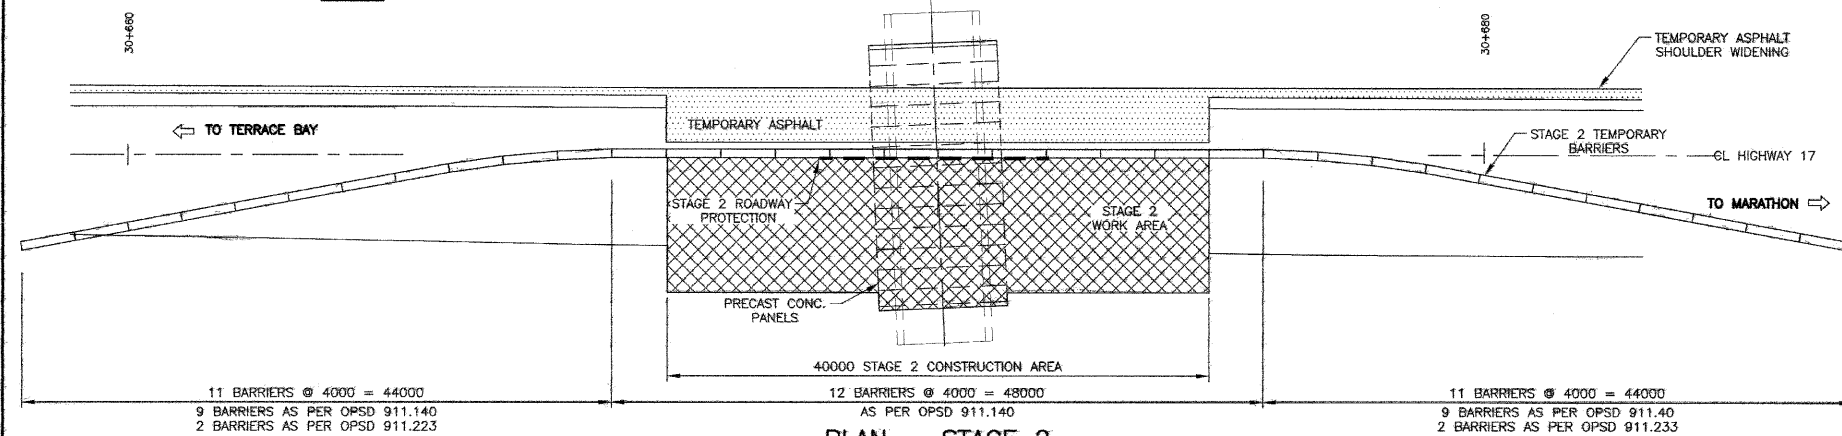 30+680
30+680
TEMPORARY ASPHALT
SHOULDER WIDENING
TO TERRACE BAY
TEMPORARY ASPHALT
STAGE 2 TEMPORARY
BARRIERS
CL HIGHWAY 17
STAGE 2 ROADWAY
PROTECTION
STAGE 2
WORK AREA
TO MARATHON
PRECAST CONC.
PANELS
40000 STAGE 2 CONSTRUCTION AREA
11 BARRIERS @ 4000 = 44000
9 BARRIERS AS PER OPSD 911.140
2 BARRIERS AS PER OPSD 911.223
12 BARRIERS @ 4000 = 48000
AS PER OPSD 911.140
11 BARRIERS @ 4000 = 44000
9 BARRIERS AS PER OPSD 911.40
2 BARRIERS AS PER OPSD 911.233
PLAN STAGE 2